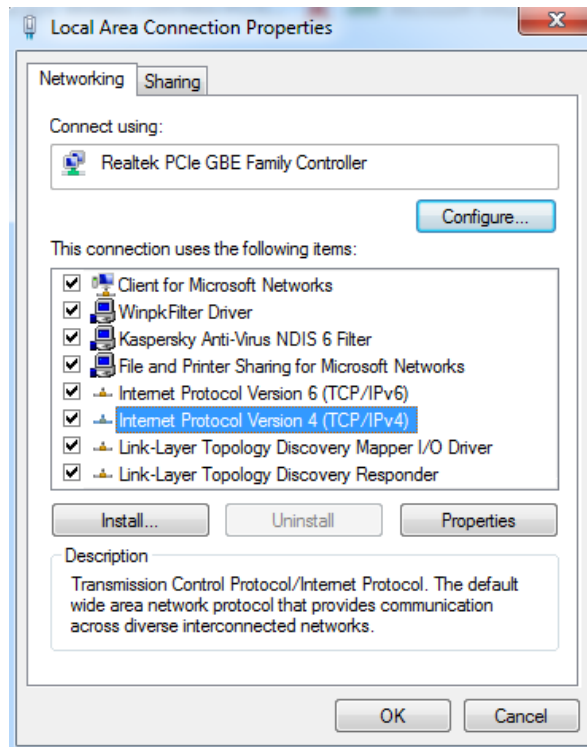 Local Area Connection Properties
Networking
Sharing
Connect using:
Realtek PCIe GBE Family Controller
Configure...
This connection uses the following items:
Client for Microsoft Networks
WinpkFilter Driver
Kaspersky Anti-Virus NDIS 6 Filter
File and Printer Sharing for Microsoft Networks
Internet Protocol Version 6 (TCP/IPv6)
Internet Protocol Version 4 (TCP/IPv4)
Link-Layer Topology Discovery Mapper I/O Driver
Link-Layer Topology Discovery Responder
Install...
Uninstall
Properties
Description
Transmission Control Protocol/Internet Protocol. The default
wide area network protocol that provides communication
across diverse interconnected networks.
OK
Cancel